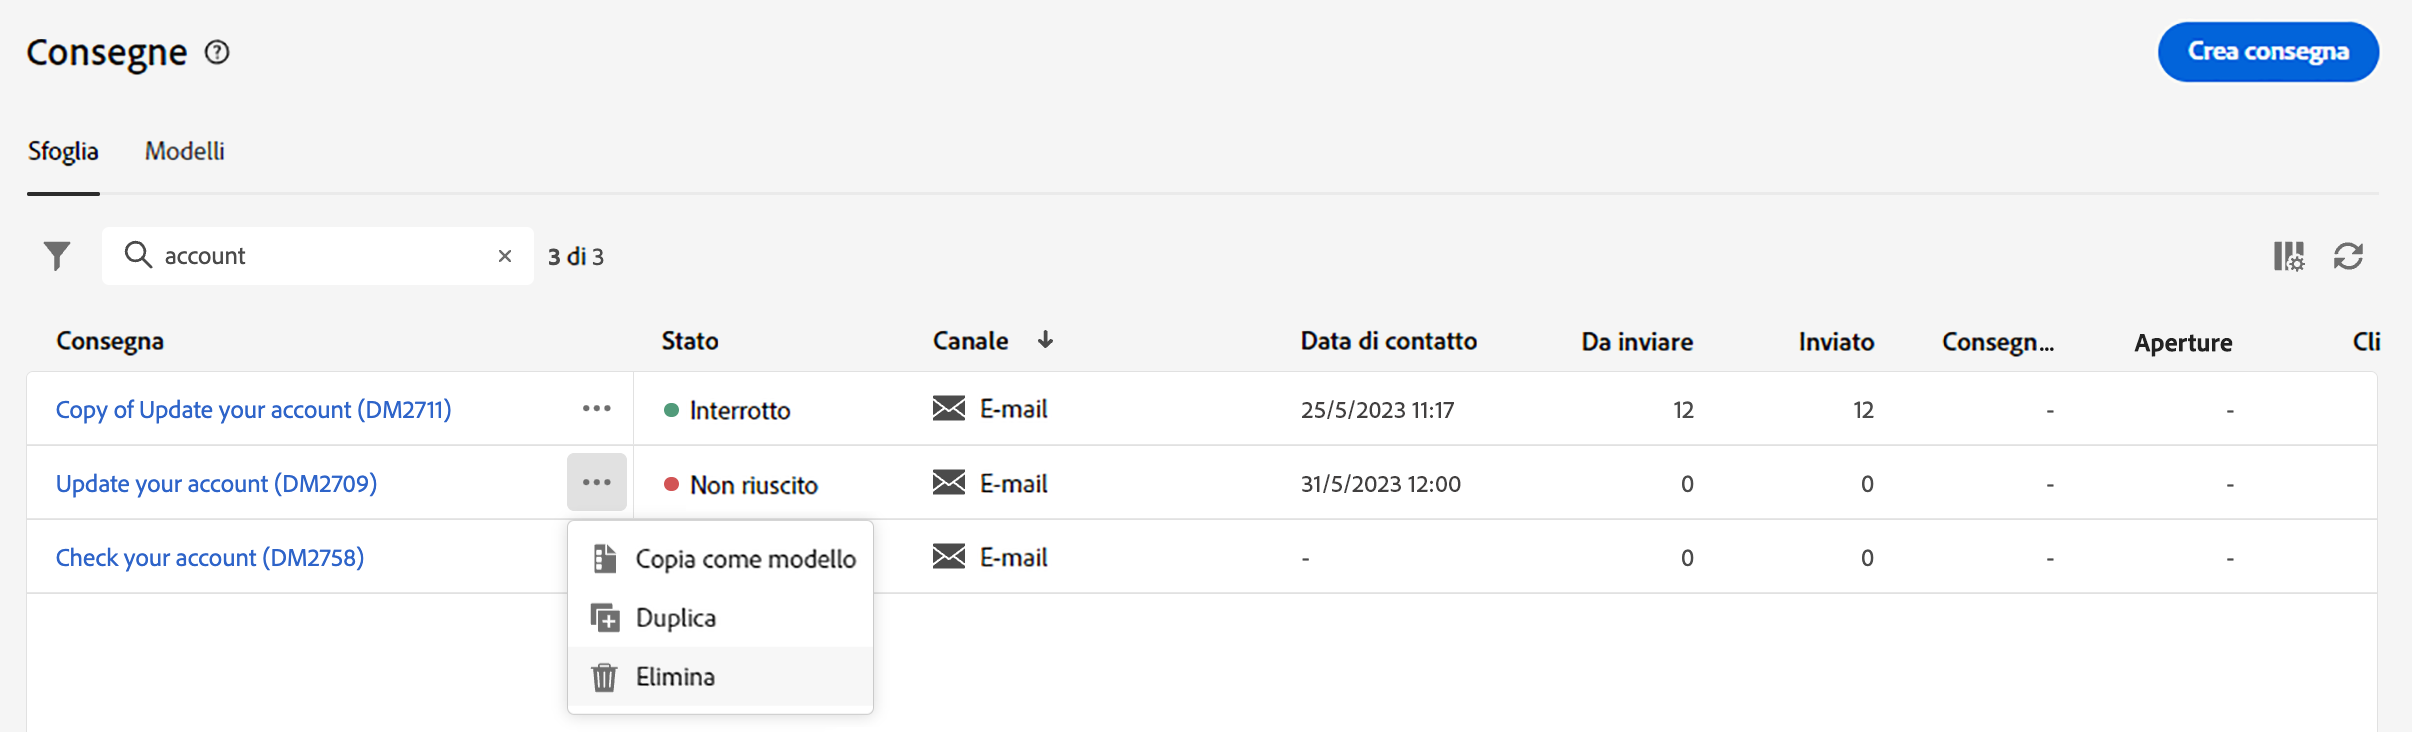 Consegne
Crea consegna
Sfoglia Modelli
account 3 di 3
Consegna Stato Canale Data di contatto Da inviare Inviato Consegn... Aperture Cli
Copy of Update your account (DM2711) ... Interrotto E-mail 25/5/2023 11:17 12 12 - -
Update your account (DM2709) ... Non riuscito E-mail 31/5/2023 12:00 0 0 - -
Check your account (DM2758) E-mail - 0 0 - -
Copia come modello
Duplica
Elimina